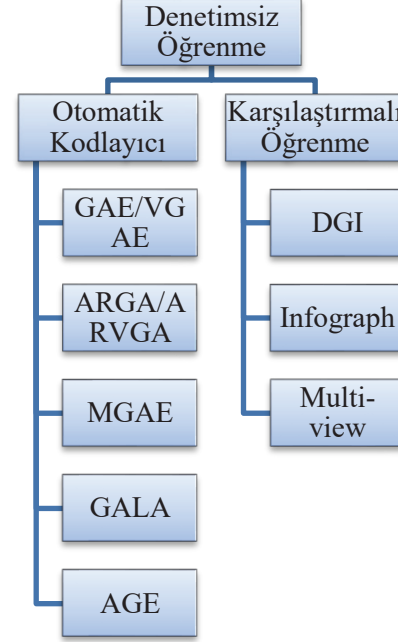 Denetimsiz
Öğrenme
Otomatik
Kodlayıcı
GAE/VG
AE
ARGA/A
RVGA
MGAE
GALA
AGE
Karşılaştırmalı
Öğrenme
DGI
Infograph
Multi-
view